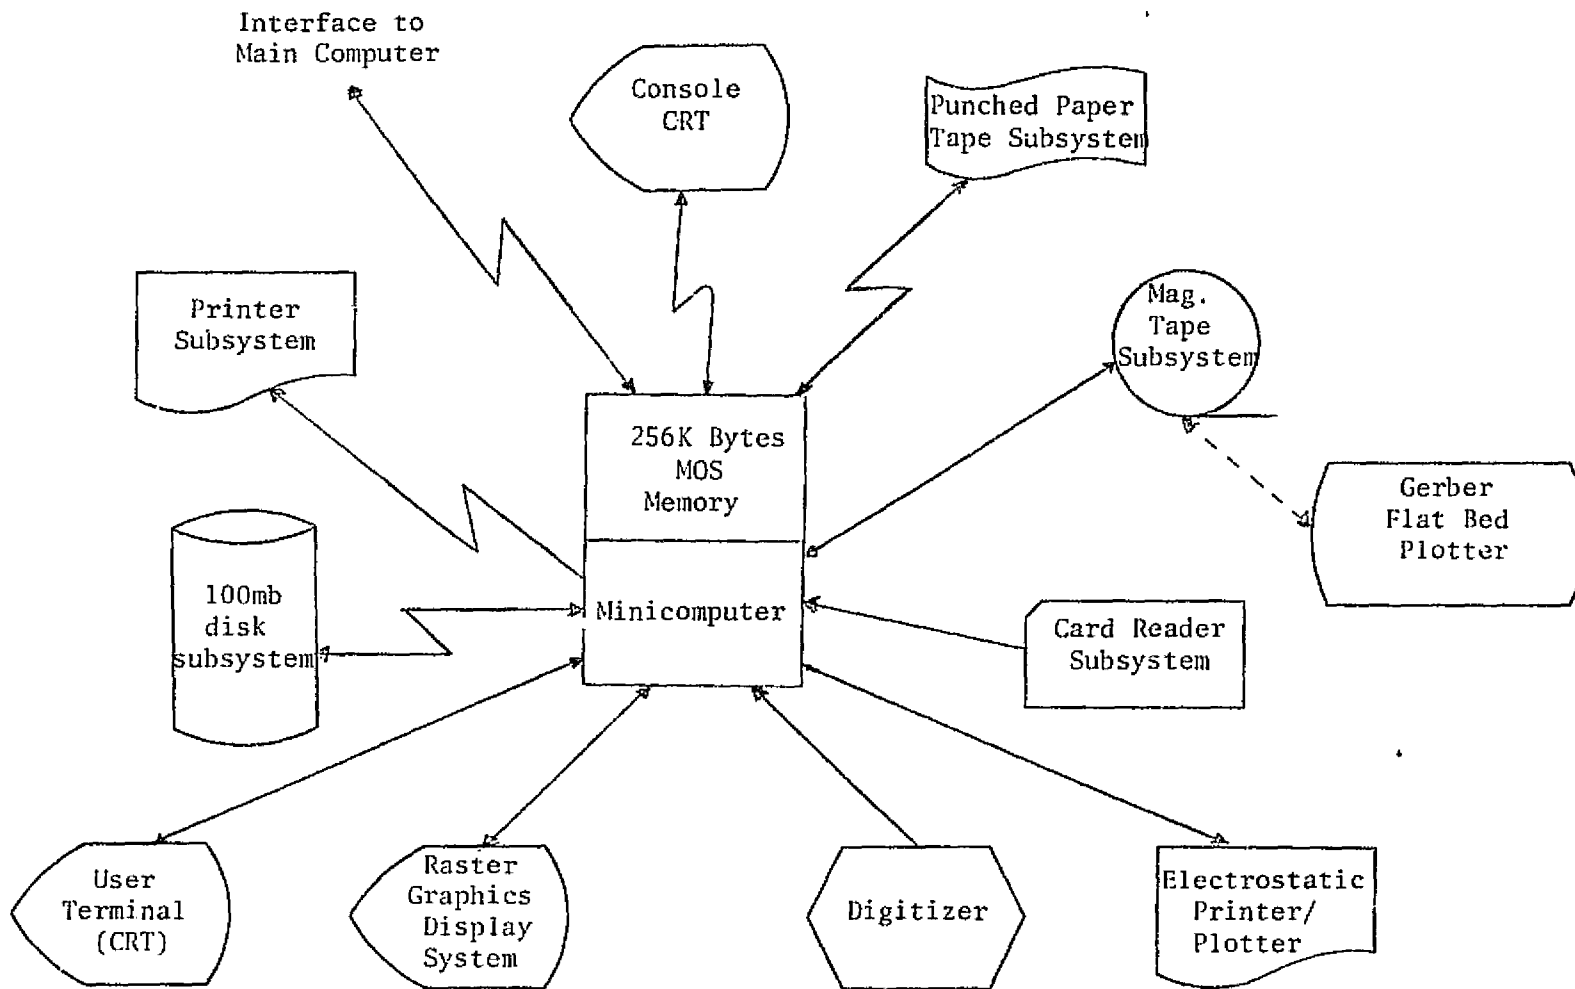 Interface to
Main Computer
Console
CRT
Punched Paper
Tape Subsystem
Printer
Subsystem
Mag.
Tape
Subsystem
256K Bytes
MOS
Memory
Gerber
Flat Bed
Plotter
100mb
disk
subsystem
Minicomputer
Card Reader
Subsystem
User
Terminal
(CRT)
Raster
Graphics
Display
System
Digitizer
Electrostatic
Printer/
Plotter